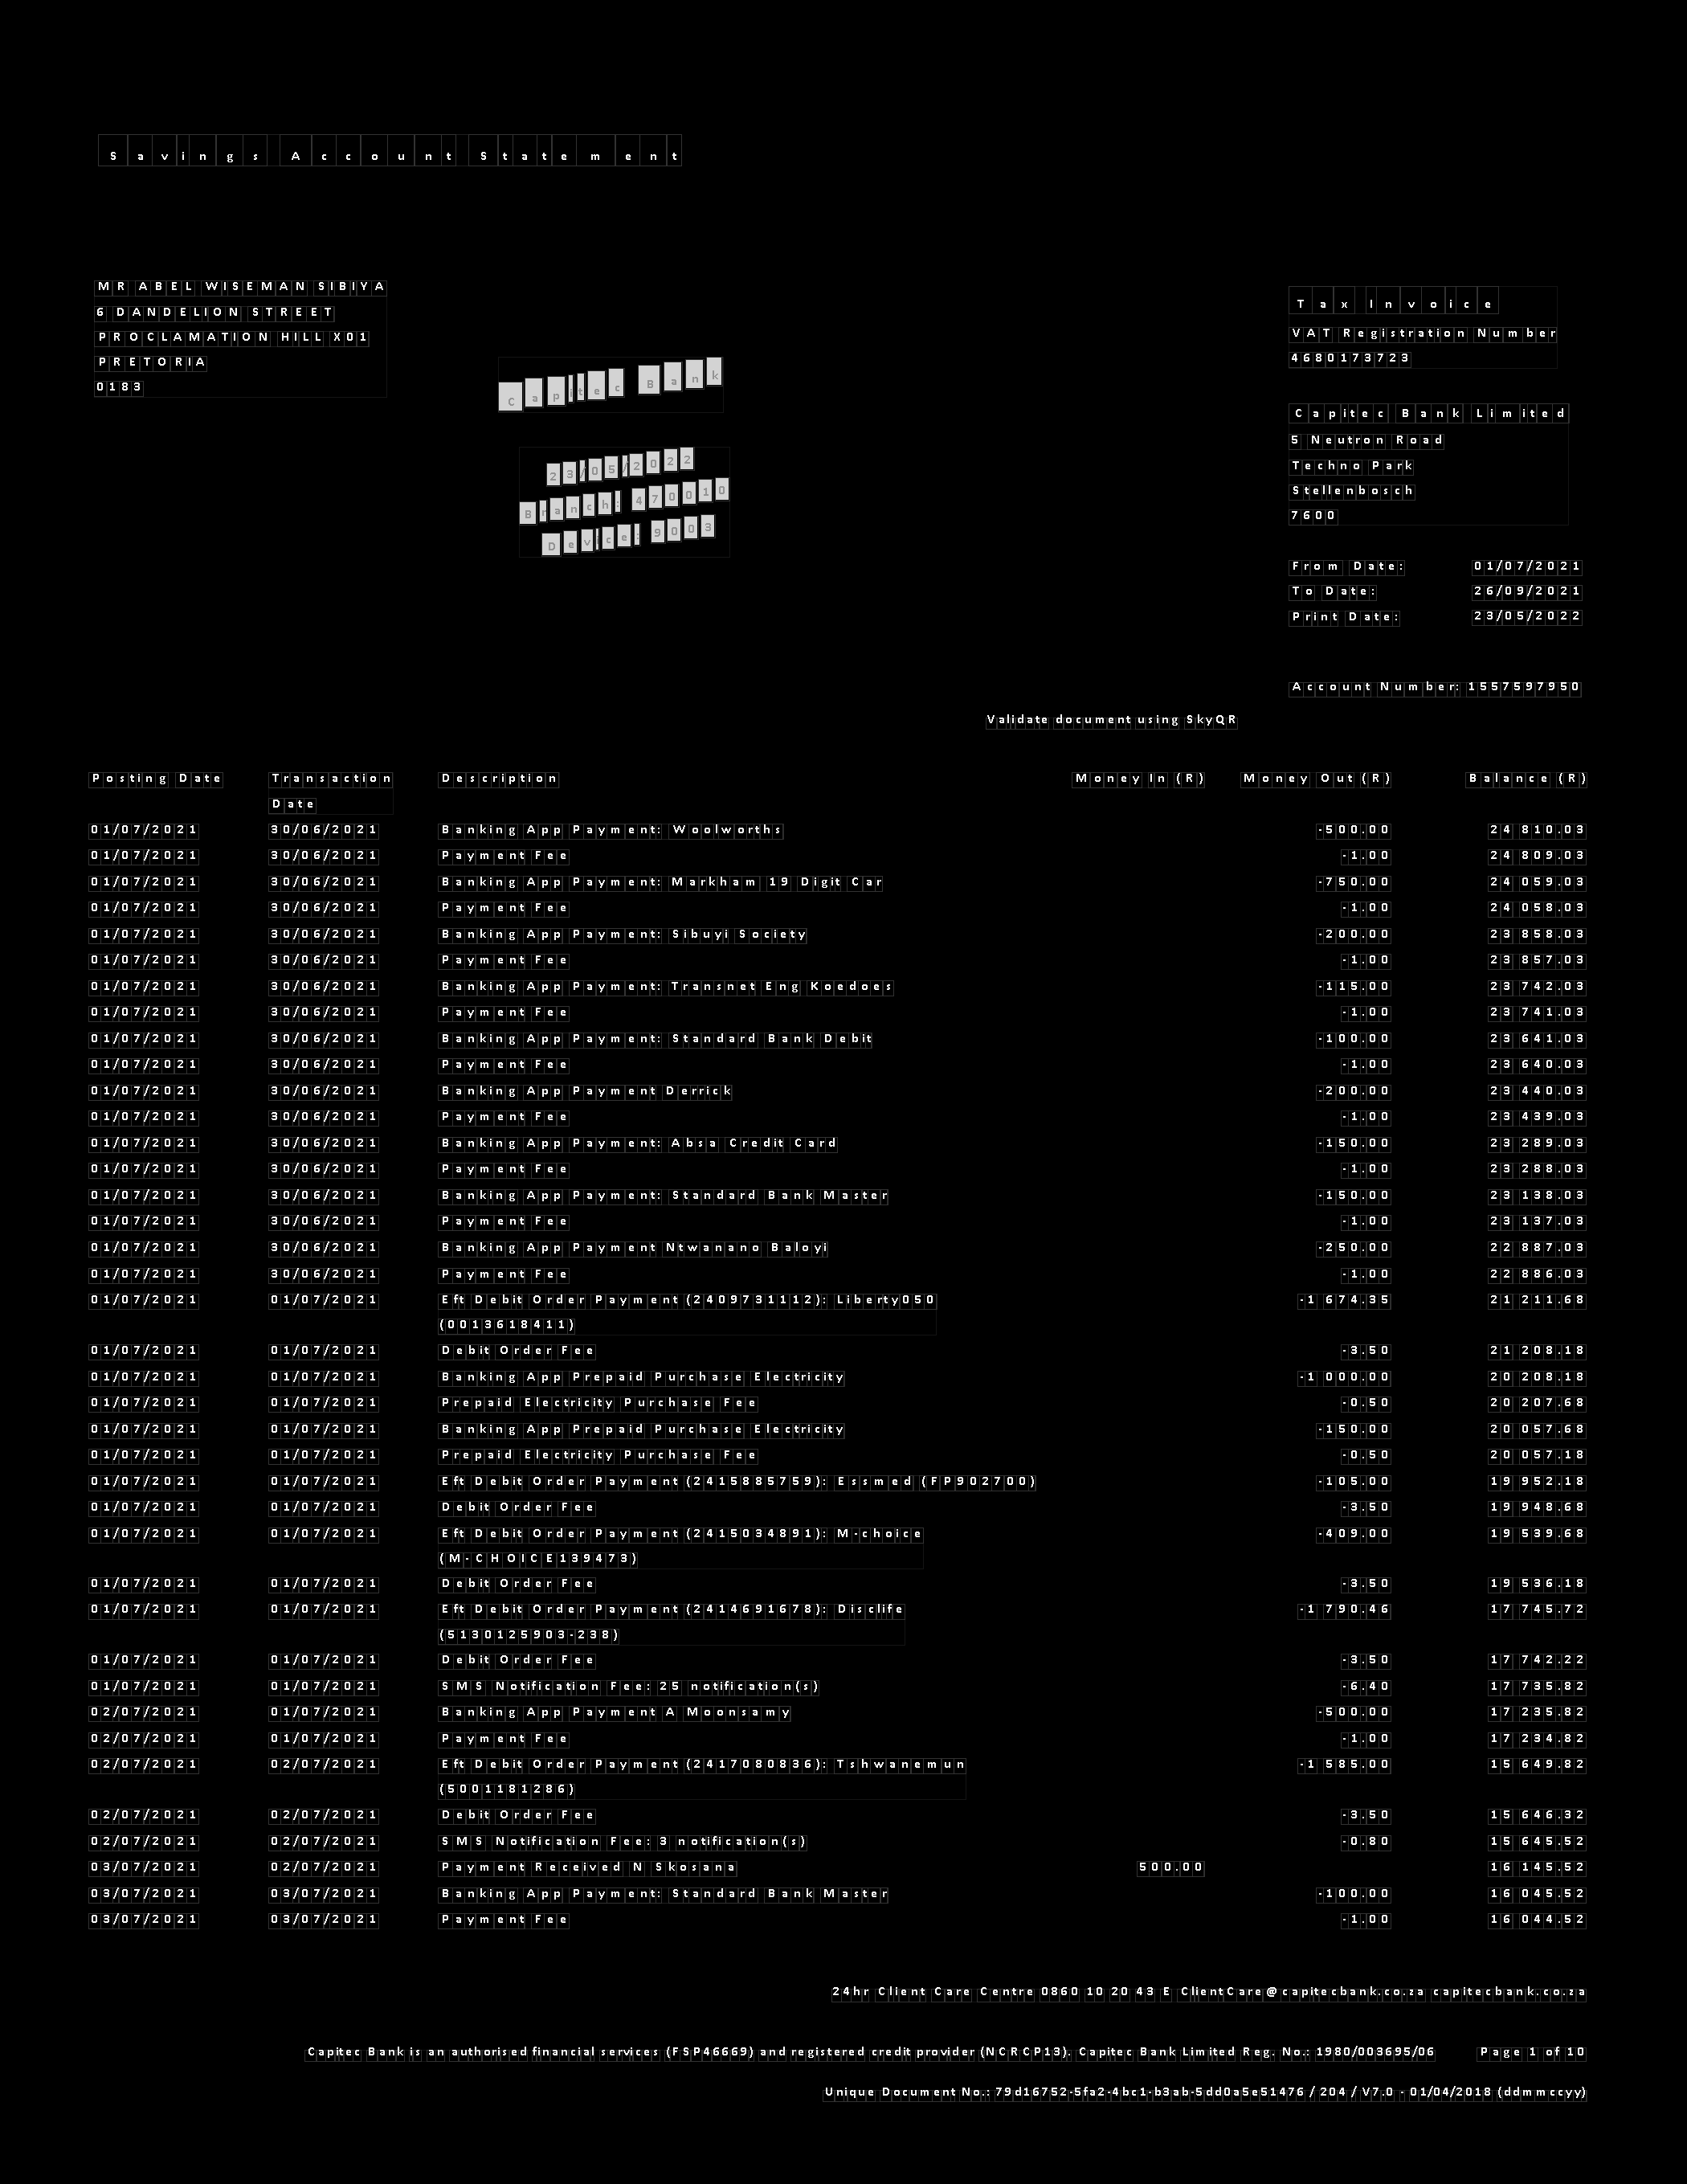 Savings Account Statement
MR ABEL WISEMAN SIBIYA
6 DANDELION STREET
PROCLAMATION HILL X01
PRETORIA
0183
Capitec Bank
23/05/2022
Branch: 470010
Device: 9003
Tax Invoice
VAT Registration Number
4680173723
Capitec Bank Limited
5 Neutron Road
Techno Park
Stellenbosch
7600
From Date: 01/07/2021
To Date: 26/09/2021
Print Date: 23/05/2022
Account Number: 1557597950
Validate document using SkyQR
Posting Date Transaction Description Money In (R) Money Out (R) Balance (R)
Date
01/07/2021 30/06/2021 Banking App Payment: Woolworths -500.00 24 810.03
01/07/2021 30/06/2021 Payment Fee -1.00 24 809.03
01/07/2021 30/06/2021 Banking App Payment: Markham 19 Digit Car -750.00 24 059.03
01/07/2021 30/06/2021 Payment Fee -1.00 24 058.03
01/07/2021 30/06/2021 Banking App Payment: Sibuyi Society -200.00 23 858.03
01/07/2021 30/06/2021 Payment Fee -1.00 23 857.03
01/07/2021 30/06/2021 Banking App Payment: Transnet Eng Koedoes -115.00 23 742.03
01/07/2021 30/06/2021 Payment Fee -1.00 23 741.03
01/07/2021 30/06/2021 Banking App Payment: Standard Bank Debit -100.00 23 641.03
01/07/2021 30/06/2021 Payment Fee -1.00 23 640.03
01/07/2021 30/06/2021 Banking App Payment Derrick -200.00 23 440.03
01/07/2021 30/06/2021 Payment Fee -1.00 23 439.03
01/07/2021 30/06/2021 Banking App Payment: Absa Credit Card -150.00 23 289.03
01/07/2021 30/06/2021 Payment Fee -1.00 23 288.03
01/07/2021 30/06/2021 Banking App Payment: Standard Bank Master -150.00 23 138.03
01/07/2021 30/06/2021 Payment Fee -1.00 23 137.03
01/07/2021 30/06/2021 Banking App Payment Ntwanano Baloyi -250.00 22 887.03
01/07/2021 30/06/2021 Payment Fee -1.00 22 886.03
01/07/2021 01/07/2021 Eft Debit Order Payment (2409731112): Liberty050 -1 674.35 21 211.68
(0013618411)
01/07/2021 01/07/2021 Debit Order Fee -3.50 21 208.18
01/07/2021 01/07/2021 Banking App Prepaid Purchase Electricity -1 000.00 20 208.18
01/07/2021 01/07/2021 Prepaid Electricity Purchase Fee -0.50 20 207.68
01/07/2021 01/07/2021 Banking App Prepaid Purchase Electricity -150.00 20 057.68
01/07/2021 01/07/2021 Prepaid Electricity Purchase Fee -0.50 20 057.18
01/07/2021 01/07/2021 Eft Debit Order Payment (2415885759): Essmed (FP902700) -105.00 19 952.18
01/07/2021 01/07/2021 Debit Order Fee -3.50 19 948.68
01/07/2021 01/07/2021 Eft Debit Order Payment (2415034891): M-choice -409.00 19 539.68
(M-CHOICE139473)
01/07/2021 01/07/2021 Debit Order Fee -3.50 19 536.18
01/07/2021 01/07/2021 Eft Debit Order Payment (2414691678): Disclife -1 790.46 17 745.72
(5130125903-238)
01/07/2021 01/07/2021 Debit Order Fee -3.50 17 742.22
01/07/2021 01/07/2021 SMS Notification Fee: 25 notification(s) -6.40 17 735.82
02/07/2021 01/07/2021 Banking App Payment A Moonsamy -500.00 17 235.82
02/07/2021 01/07/2021 Payment Fee -1.00 17 234.82
02/07/2021 02/07/2021 Eft Debit Order Payment (2417080836): Tshwanemun -1 585.00 15 649.82
(5001181286)
02/07/2021 02/07/2021 Debit Order Fee -3.50 15 646.32
02/07/2021 02/07/2021 SMS Notification Fee: 3 notification(s) -0.80 15 645.52
03/07/2021 02/07/2021 Payment Received N Skosana 500.00 16 145.52
03/07/2021 03/07/2021 Banking App Payment: Standard Bank Master -100.00 16 045.52
03/07/2021 03/07/2021 Payment Fee -1.00 16 044.52
24hr Client Care Centre 0860 10 20 43 E ClientCare@capitecbank.co.za capitecbank.co.za
Capitec Bank is an authorised financial services (FSP46669) and registered credit provider (NCRCP13). Capitec Bank Limited Reg. No.: 1980/003695/06 Page 1 of 10
Unique Document No.: 79d16752-5fa2-4bc1-b3ab-5dd0a5e51476 / 204 / V7.0 - 01/04/2018 (ddmmccyy)